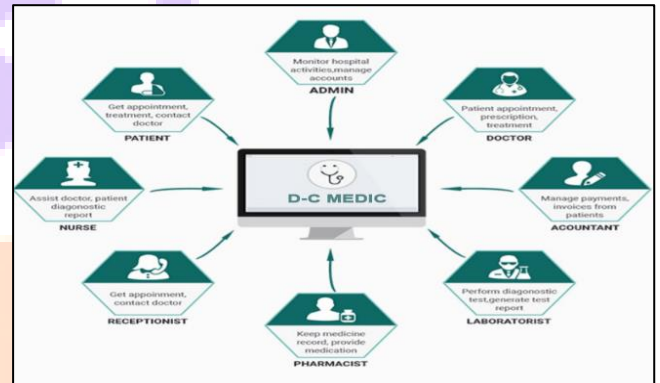 Monitor hospital
activities,manage
accounts
ADMIN
Get appointment,
treatment, contact
doctor
PATIENT
Patient appointment,
prescription,
treatment
DOCTOR
Assist doctor, patient
diagnostic
report
NURSE
D-C MEDIC
Manage payments,
invoices from
patients
ACOUNTANT
Get appoinment,
contact doctor
RECEPTIONIST
Perform diagonostic
test,generate test
report
LABORATORIST
Keep medicine
record, provide
medication
PHARMACIST